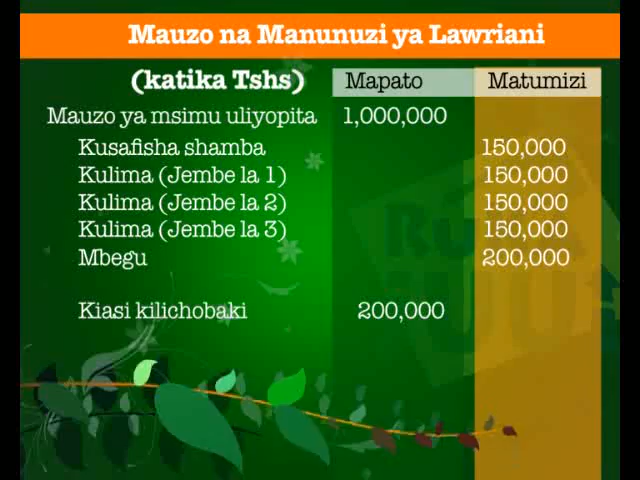 Mauzo na Manunuzi ya Lawriani
(katika Tshs) Mapato Matumizi
Mauzo ya msimu uliyopita 1,000,000
Kusafisha shamba 150,000
Kulima (Jembe la 1) 150,000
Kulima (Jembe la 2) 150,000
Kulima (Jembe la 3) 150,000
Mbegu 200,000
Kiasi kilichobaki 200,000